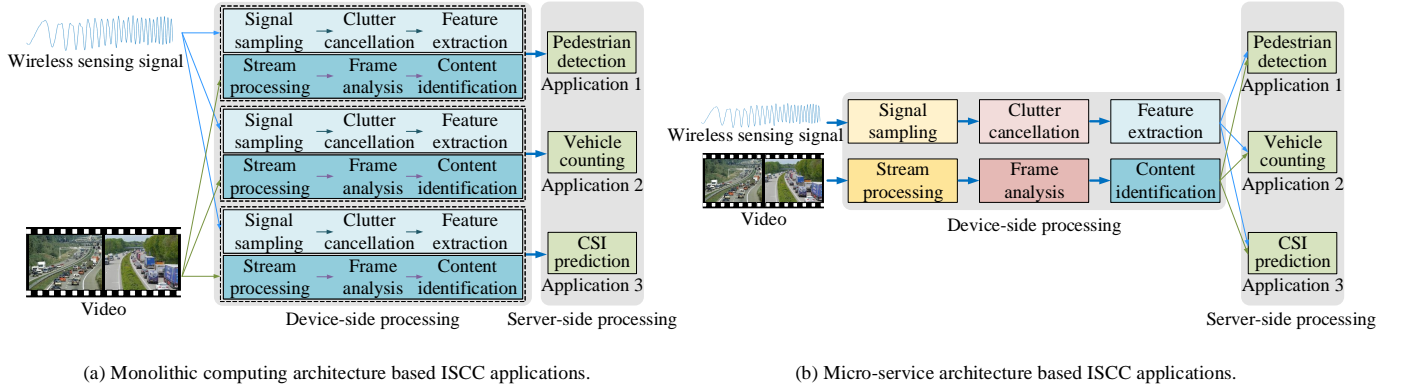 Wireless sensing signal
Signal sampling
Clutter cancellation
Feature extraction
Stream processing
Frame analysis
Content identification
Signal sampling
Clutter cancellation
Feature extraction
Stream processing
Frame analysis
Content identification
Signal sampling
Clutter cancellation
Feature extraction
Stream processing
Frame analysis
Content identification
Video
Device-side processing
Pedestrian detection
Application 1
Vehicle counting
Application 2
CSI prediction
Application 3
Server-side processing
(a) Monolithic computing architecture based ISCC applications.
Wireless sensing signal
Signal sampling
Clutter cancellation
Feature extraction
Video
Stream processing
Frame analysis
Content identification
Device-side processing
Pedestrian detection
Application 1
Vehicle counting
Application 2
CSI prediction
Application 3
Server-side processing
(b) Micro-service architecture based ISCC applications.